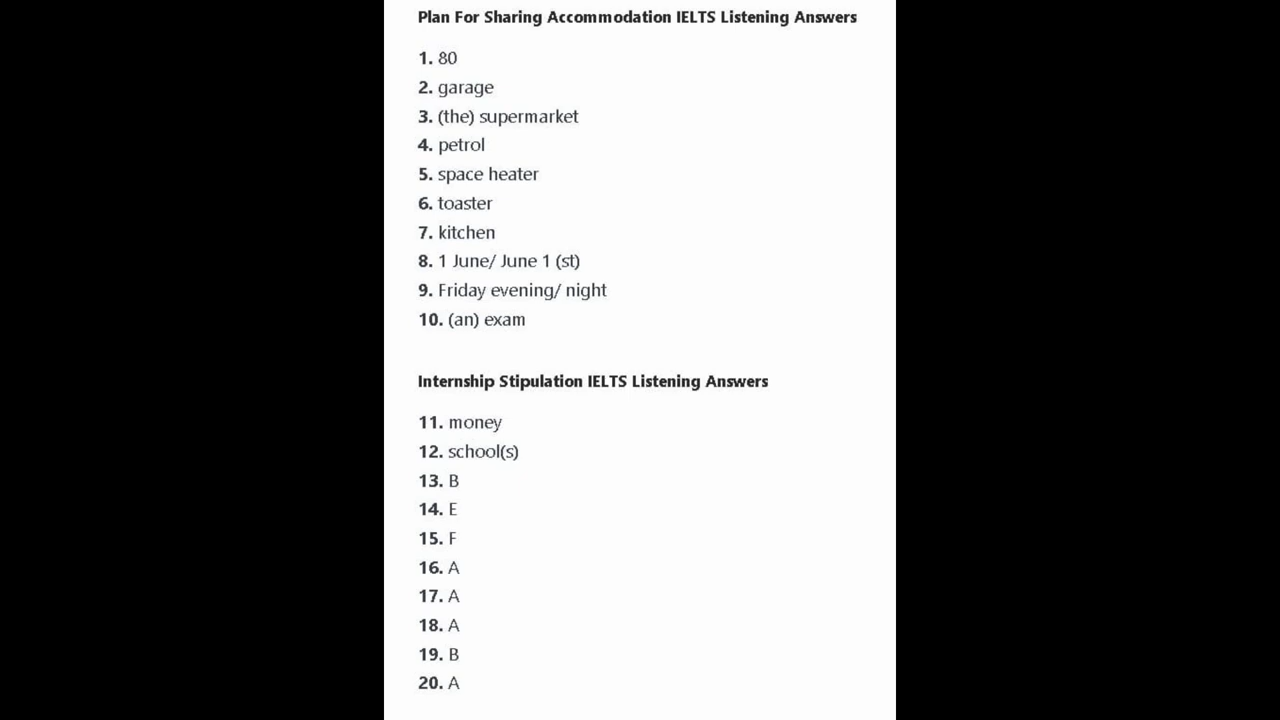 Plan For Sharing Accommodation IELTS Listening Answers
1. 80
2. garage
3. (the) supermarket
4. petrol
5. space heater
6. toaster
7. kitchen
8. 1 June/ June 1 (st)
9. Friday evening/ night
10. (an) exam
Internship Stipulation IELTS Listening Answers
11. money
12. school(s)
13. B
14. E
15. F
16. A
17. A
18. A
19. B
20. A